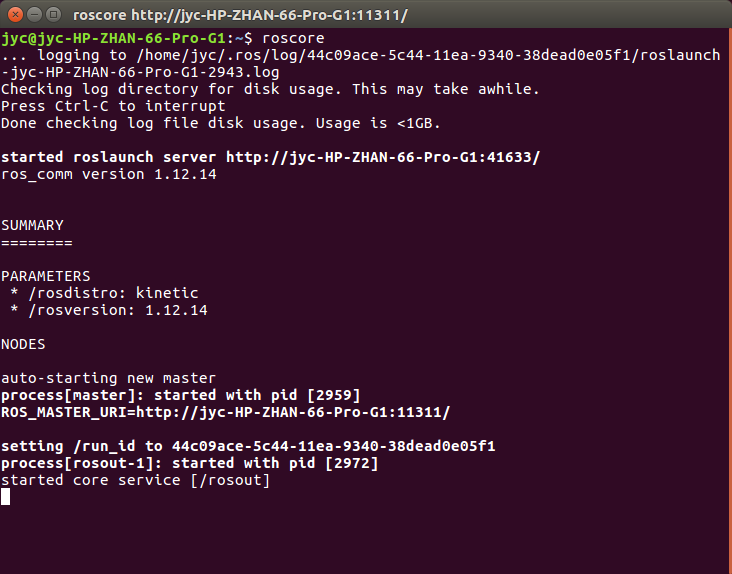 roscore http://jyc-HP-ZHAN-66-Pro-G1:11311/
jyc@jyc-HP-ZHAN-66-Pro-G1:~$ roscore
... logging to /home/jyc/.ros/log/44c09ace-5c44-11ea-9340-38dead0e05f1/roslaunch
-jyc-HP-ZHAN-66-Pro-G1-2943.log
Checking log directory for disk usage. This may take awhile.
Press Ctrl-C to interrupt
Done checking log file disk usage. Usage is <1GB.
started roslaunch server http://jyc-HP-ZHAN-66-Pro-G1:41633/
ros_comm version 1.12.14
SUMMARY
========
PARAMETERS
 * /rosdistro: kinetic
 * /rosversion: 1.12.14
NODES
auto-starting new master
process[master]: started with pid [2959]
ROS_MASTER_URI=http://jyc-HP-ZHAN-66-Pro-G1:11311/
setting /run_id to 44c09ace-5c44-11ea-9340-38dead0e05f1
process[rosout-1]: started with pid [2972]
started core service [/rosout]